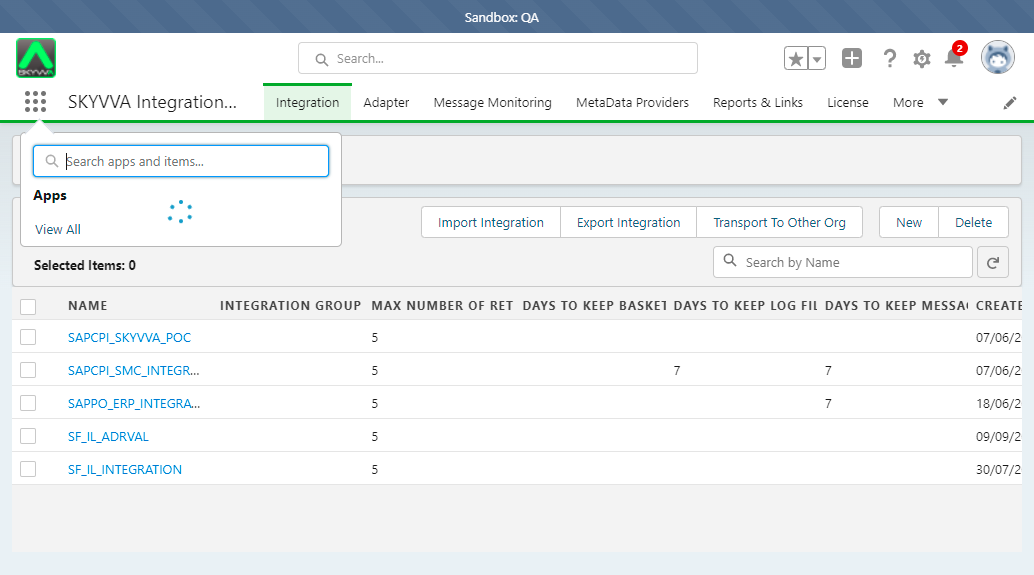 Sandbox: QA
SKYVVA
Search...
2
SKYVVA Integration...
Integration
Adapter
Message Monitoring
MetaData Providers
Reports & Links
License
More
Search apps and items...
Apps
View All
Import Integration
Export Integration
Transport To Other Org
New
Delete
Selected Items: 0
Search by Name
NAME INTEGRATION GROUP MAX NUMBER OF RET DAYS TO KEEP BASKET DAYS TO KEEP LOG FIL DAYS TO KEEP MESSAG CREATE
SAPCPI_SKYVVA_POC 5 07/06/2
SAPCPI_SMC_INTEGR... 5 7 7 07/06/2
SAPPO_ERP_INTEGRA... 5 7 18/06/2
SF_IL_ADRVAL 5 09/09/2
SF_IL_INTEGRATION 5 30/07/2